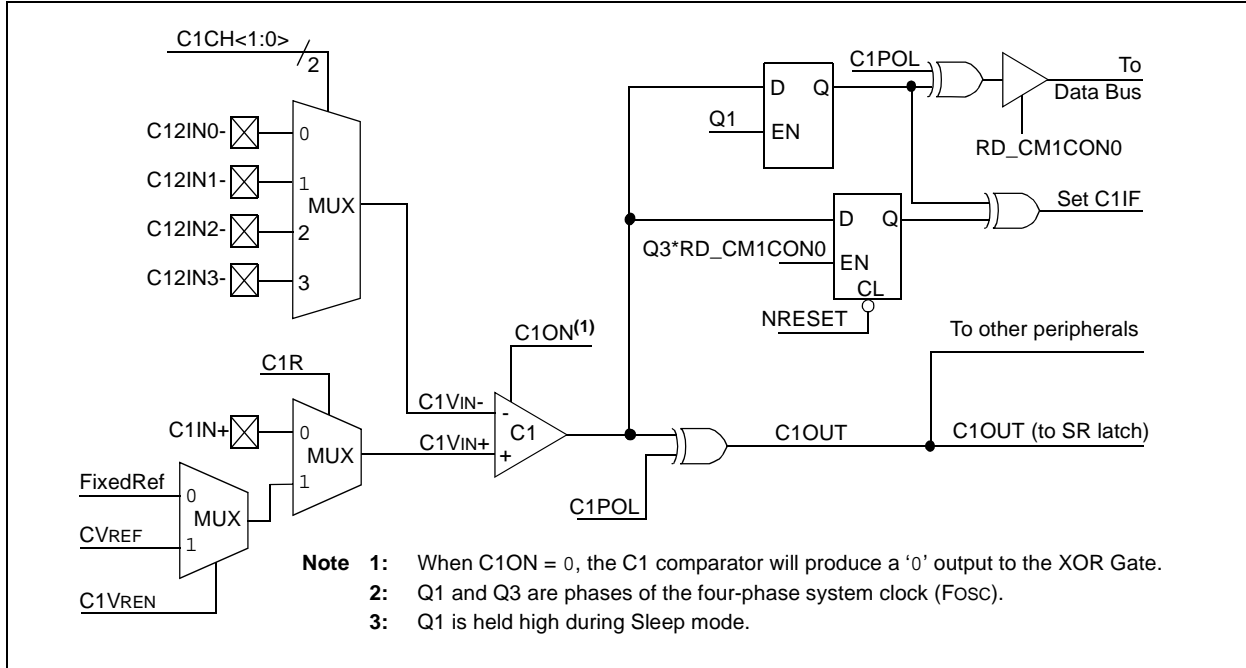 C1CH<1:0>
2
C12IN0-
0
C12IN1-
1
C12IN2-
2
C12IN3-
3
MUX
C1POL
To
Data Bus
RD_CM1CON0
D
Q
Q1
EN
D
Q
Q3*RD_CM1CON0
EN
CL
NRESET
Set C1IF
To other peripherals
C1ON(1)
C1R
C1IN+
0
MUX
1
C1VIN-
-
C1
C1VIN+
+
C1OUT
C1OUT (to SR latch)
C1POL
FixedRef
0
MUX
CVREF
1
C1VREN
Note 1: When C1ON = 0, the C1 comparator will produce a ‘0’ output to the XOR Gate.
2: Q1 and Q3 are phases of the four-phase system clock (FOSC).
3: Q1 is held high during Sleep mode.